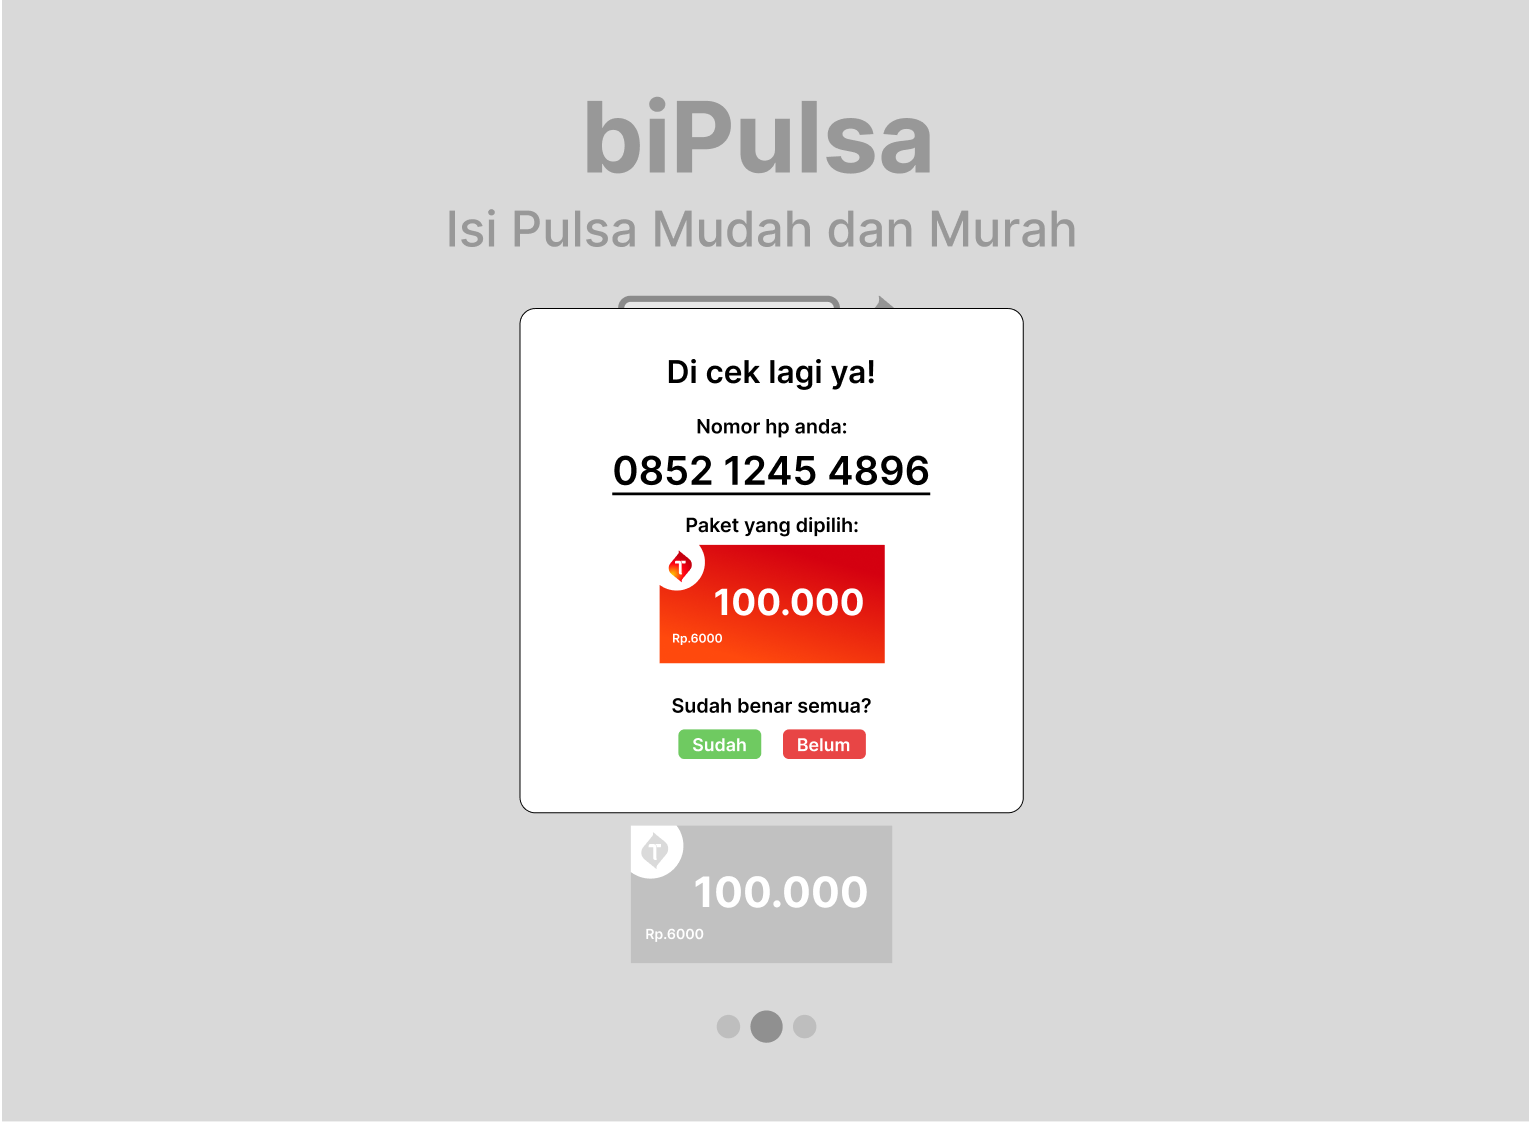 biPulsa
Isi Pulsa Mudah dan Murah
Di cek lagi ya!
Nomor hp anda:
0852 1245 4896
Paket yang dipilih:
T
100.000
Rp.6000
Sudah benar semua?
Sudah Belum
T
100.000
Rp.6000